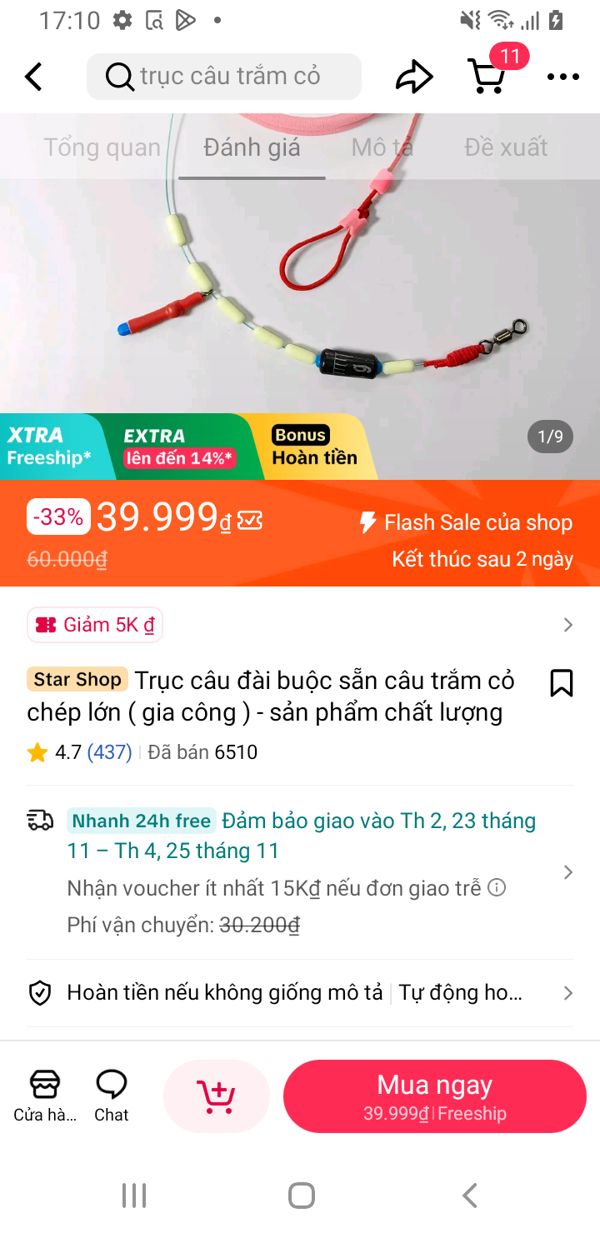 17:10
11
trục câu trắm cỏ
Tổng quan Đánh giá Mô tả Đề xuất
XTRA
Freeship*
EXTRA
lên đến 14%*
Bonus
Hoàn tiền
1/9
-33% 39.999₫
60.000₫
Flash Sale của shop
Kết thúc sau 2 ngày
Giảm 5K ₫
Star Shop Trục câu đài buộc sẵn câu trắm cỏ
chép lớn ( gia công ) - sản phẩm chất lượng
4.7 (437) Đã bán 6510
Nhanh 24h free Đảm bảo giao vào Th 2, 23 tháng
11 – Th 4, 25 tháng 11
Nhận voucher ít nhất 15K₫ nếu đơn giao trễ
Phí vận chuyển: 30.200₫
Hoàn tiền nếu không giống mô tả Tự động ho...
Cửa hà...
Chat
Mua ngay
39.999₫ Freeship